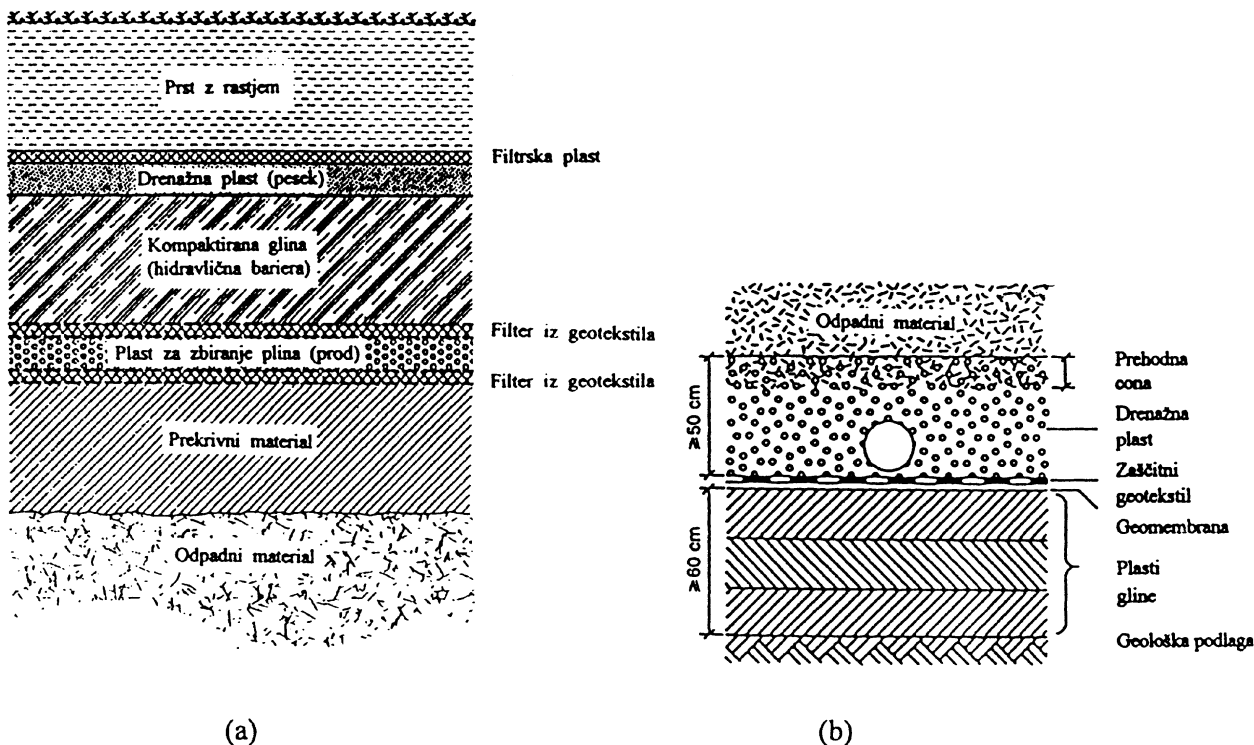 Prst z rastjem
Filtrska plast
Drenažna plast (pesek)
Kompaktirana glina
(hidravlična bariera)
Filter iz geotekstila
Plast za zbiranje plina (prod)
Filter iz geotekstila
Prekrivni material
Odpadni material
(a)
Odpadni material
Prehodna
cona
Drenažna
plast
Zaščitni
geotekstil
Geomembrana
Plasti
gline
Geološka podlaga
≥50 cm
≥60 cm
(b)